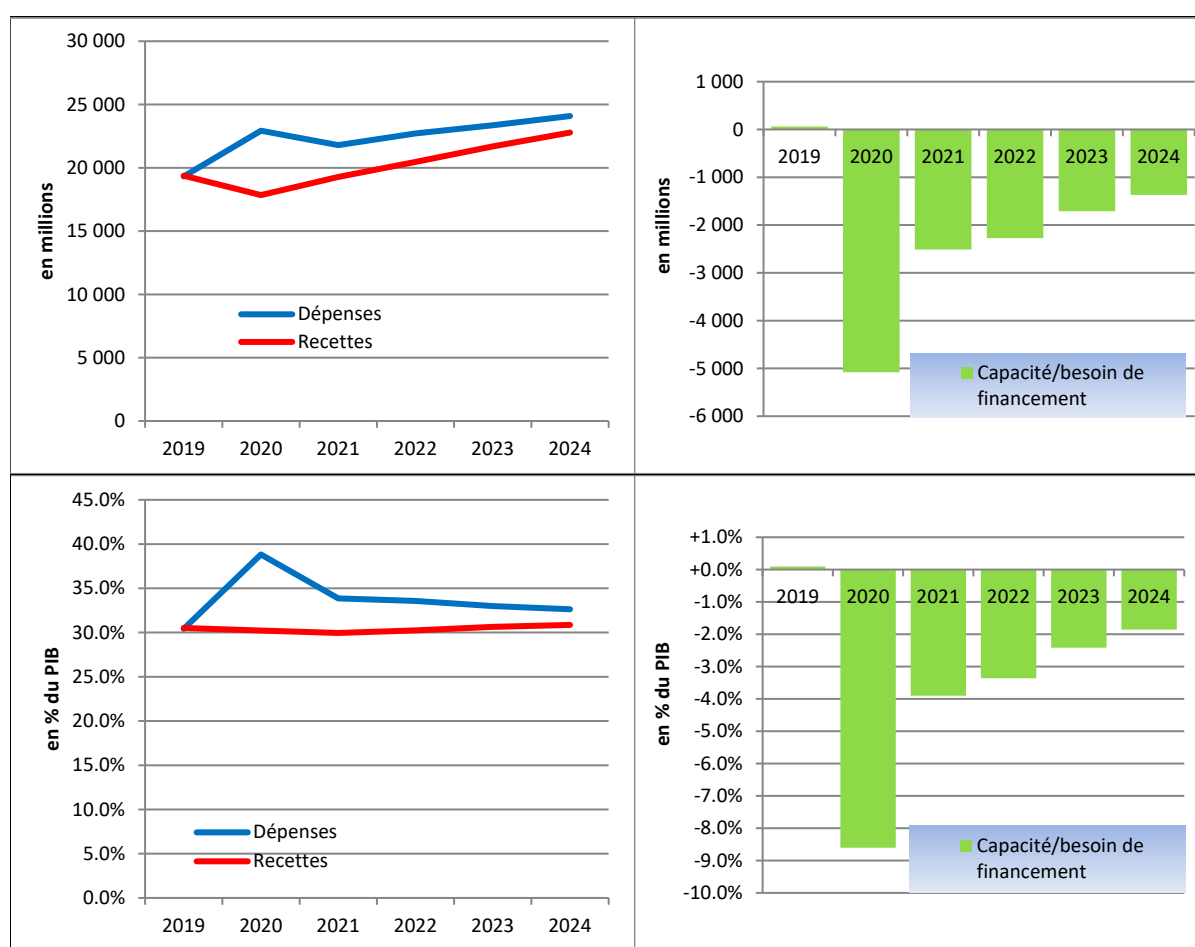 30 000
25 000
20 000
15 000
10 000
5 000
0
en millions
Dépenses
Recettes
2019 2020 2021 2022 2023 2024
1 000
0
-1 000
-2 000
-3 000
-4 000
-5 000
-6 000
en millions
2019 2020 2021 2022 2023 2024
Capacité/besoin de
financement
45.0%
40.0%
35.0%
30.0%
25.0%
20.0%
15.0%
10.0%
5.0%
0.0%
en % du PIB
Dépenses
Recettes
2019 2020 2021 2022 2023 2024
+1.0%
+0.0%
-1.0%
-2.0%
-3.0%
-4.0%
-5.0%
-6.0%
-7.0%
-8.0%
-9.0%
-10.0%
en % du PIB
2019 2020 2021 2022 2023 2024
Capacité/besoin de
financement